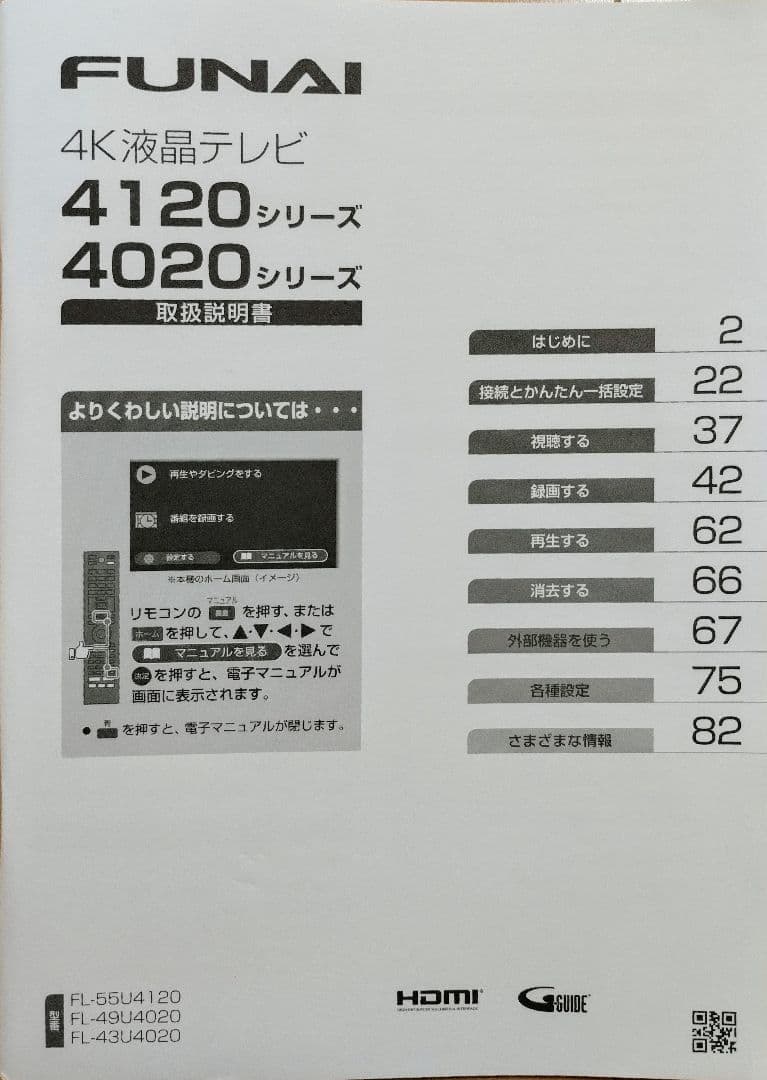 FUNAI
4K液晶テレビ
4120シリーズ
4020シリーズ
取扱説明書
よりくわしい説明については・・・
再生やダビングをする
番組を録画する
設定する
マニュアルを見る
※本機のホーム画面(イメージ)
マニュアル
リモコンの を押す、または
ホーム を押して、▲・▼・◀・▶で
マニュアルを見る を選んで
決定 を押すと、電子マニュアルが
画面に表示されます。
● 青 を押すと、電子マニュアルが閉じます。
はじめに 2
接続とかんたん一括設定 22
視聴する 37
録画する 42
再生する 62
消去する 66
外部機器を使う 67
各種設定 75
さまざまな情報 82
型番
FL-55U4120
FL-49U4020
FL-43U4020
HDMI
HIGH-DEFINITION MULTIMEDIA INTERFACE
G-GUIDE